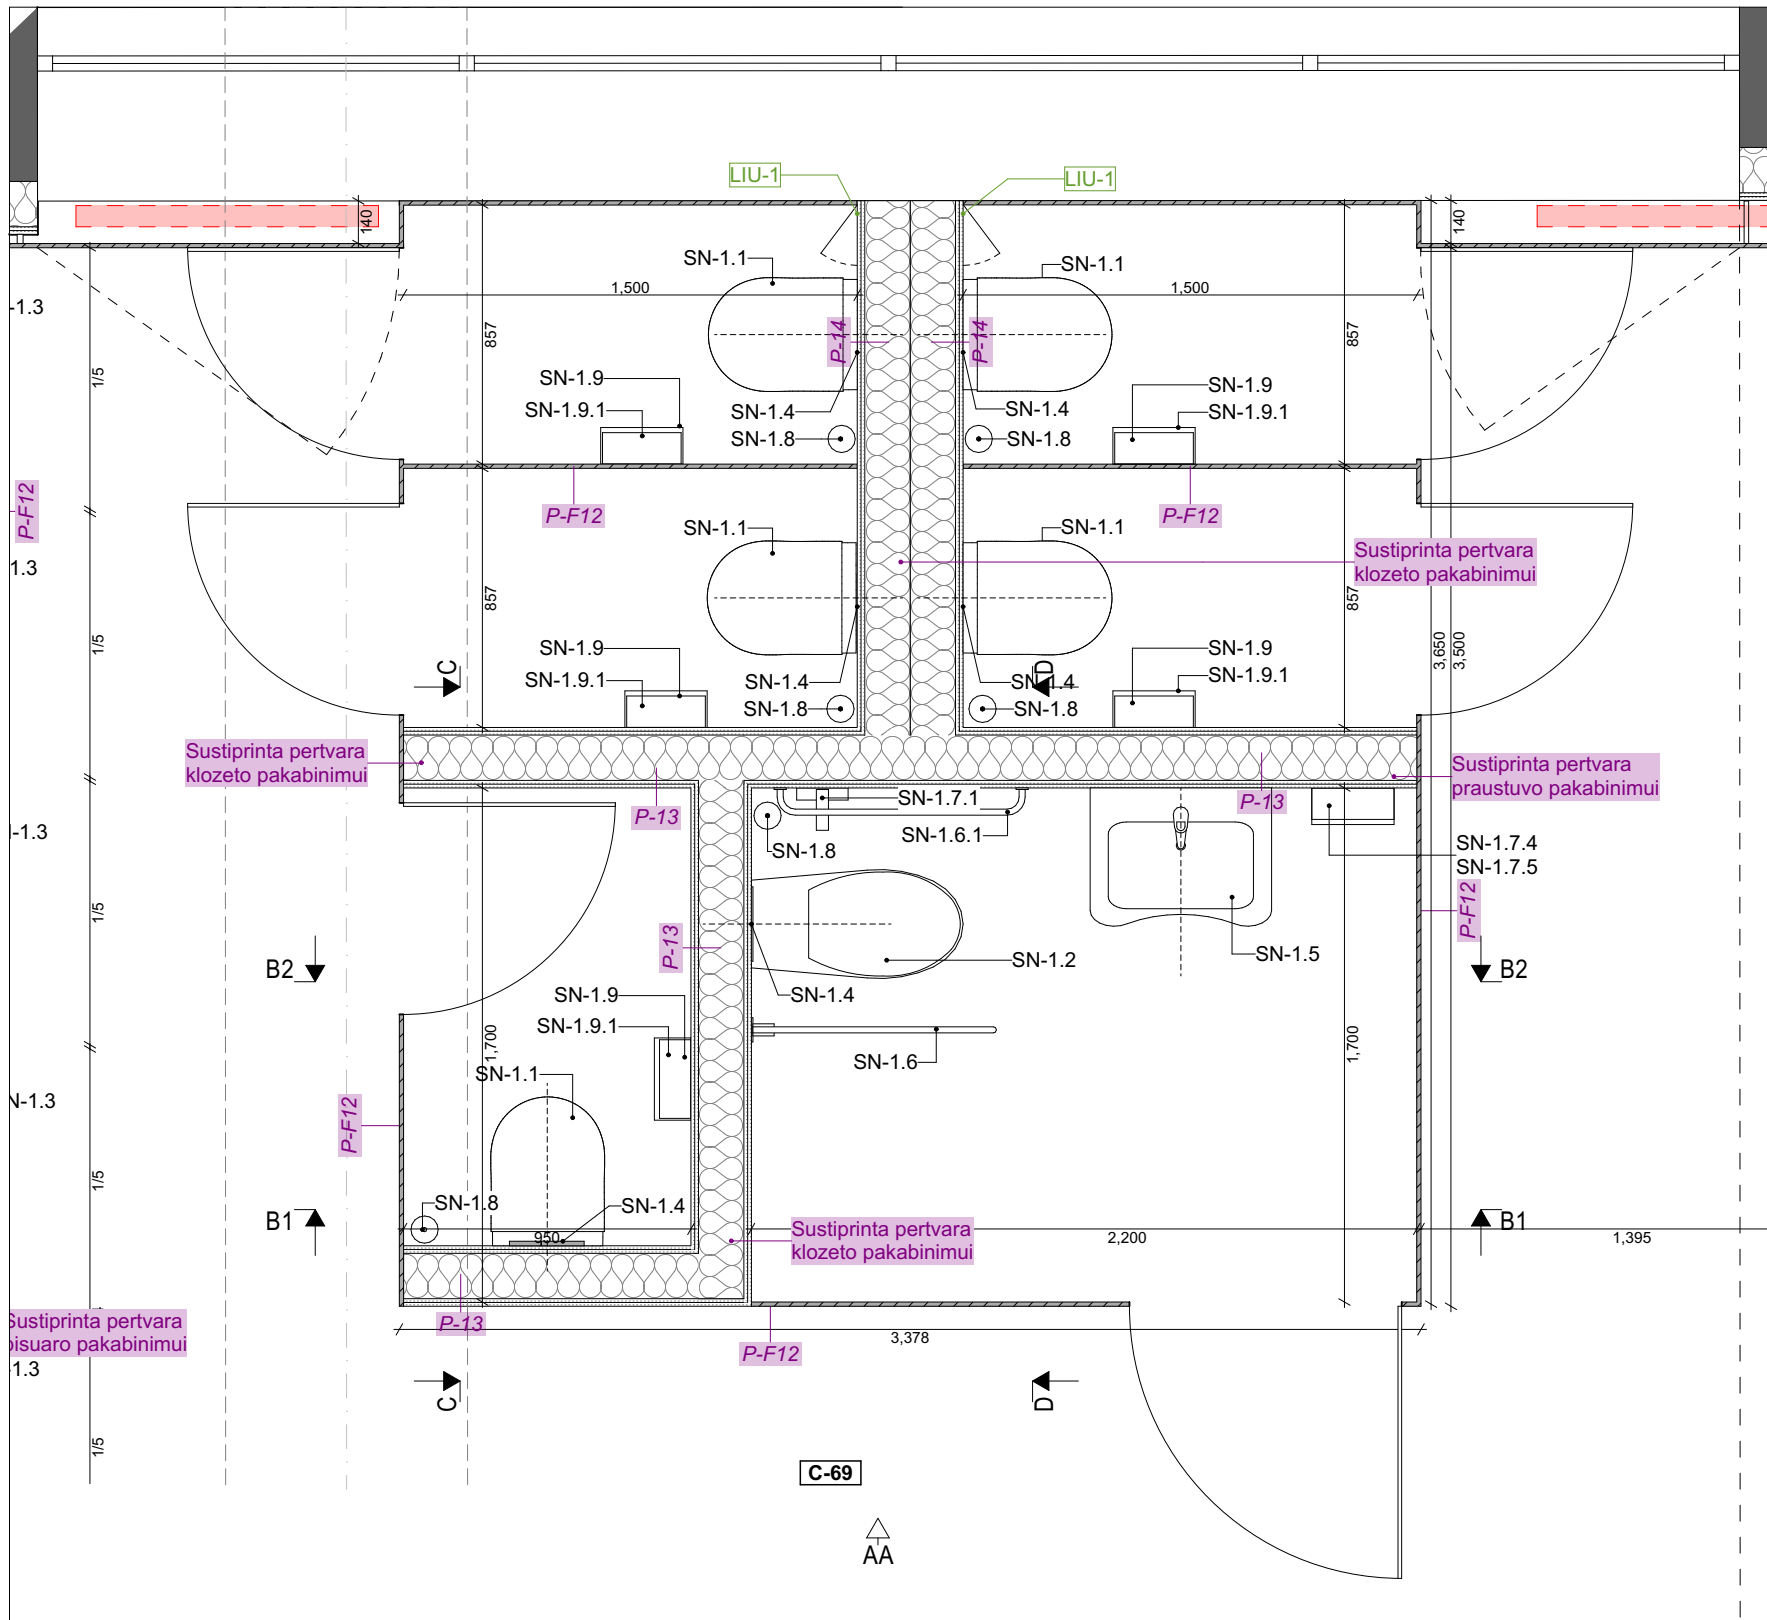 LIU-1
LIU-1
140
140
SN-1.1
SN-1.1
1,500
1,500
-1.3
857
P-14
P-14
857
1/5
SN-1.9
SN-1.9.1
SN-1.4
SN-1.8
SN-1.4
SN-1.8
SN-1.9
SN-1.9.1
P-F12
P-F12
P-F12
SN-1.1
SN-1.1
1.3
Sustiprinta pertvara
klozeto pakabinimui
857
857
1/5
3,650
3,500
SN-1.9
SN-1.9.1
C
SN-1.4
SN-1.8
D
SN-1.4
SN-1.8
SN-1.9
SN-1.9.1
Sustiprinta pertvara
klozeto pakabinimui
Sustiprinta pertvara
praustuvo pakabinimui
P-13
SN-1.7.1
SN-1.6.1
P-13
-1.3
SN-1.8
SN-1.7.4
SN-1.7.5
1/5
P-F12
P-13
B2
SN-1.2
SN-1.5
B2
SN-1.9
SN-1.4
SN-1.9.1
1,700
1,700
SN-1.1
SN-1.6
N-1.3
P-F12
1/5
SN-1.8
SN-1.4
B1
B1
950
Sustiprinta pertvara
klozeto pakabinimui
2,200
1,395
Sustiprinta pertvara
pisuaro pakabinimui
P-13
3,378
P-F12
1.3
C
D
1/5
C-69
AA